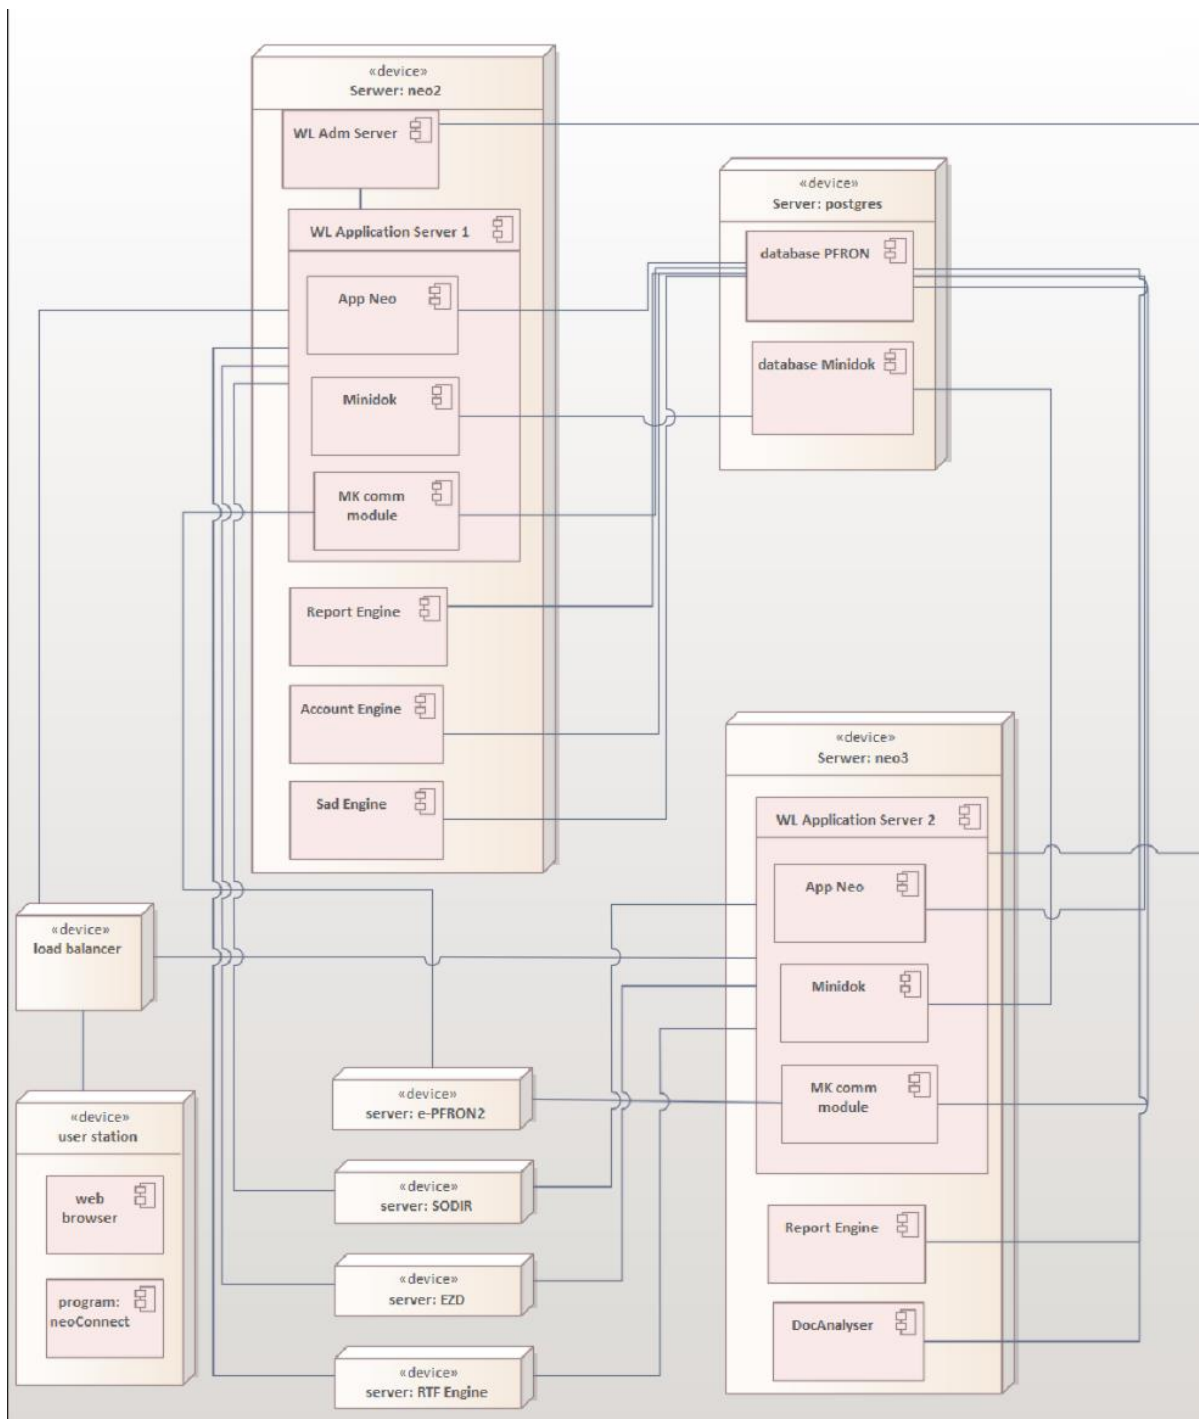 «device»
Serwer: neo2
WL Adm Server
WL Application Server 1
App Neo
Minidok
MK comm
module
Report Engine
Account Engine
Sad Engine
«device»
Server: postgres
database PFRON
database Minidok
«device»
Serwer: neo3
WL Application Server 2
App Neo
Minidok
MK comm
module
Report Engine
DocAnalyser
«device»
load balancer
«device»
user station
web
browser
program:
neoConnect
«device»
server: e-PFRON2
«device»
server: SODIR
«device»
server: EZD
«device»
server: RTF Engine